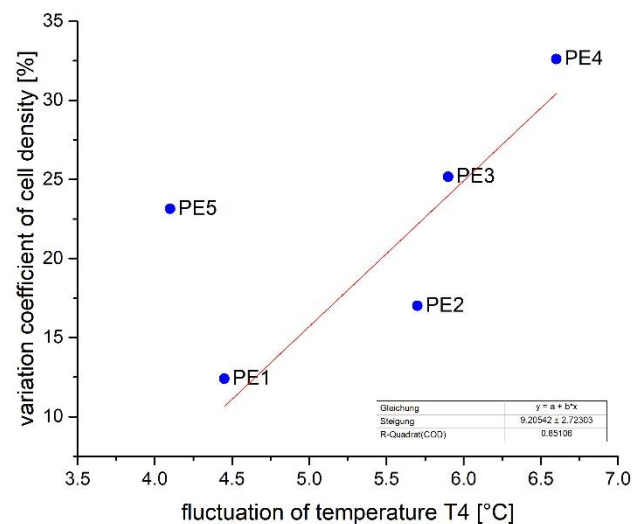 variation coefficient of cell density [%]
35
30
25
20
15
10
PE4
PE3
PE5
PE2
PE1
Gleichung y = a + b*x
Steigung 9.20542 ± 2.72303
R-Quadrat(COD) 0.85106
3.5 4.0 4.5 5.0 5.5 6.0 6.5 7.0
fluctuation of temperature T4 [°C]